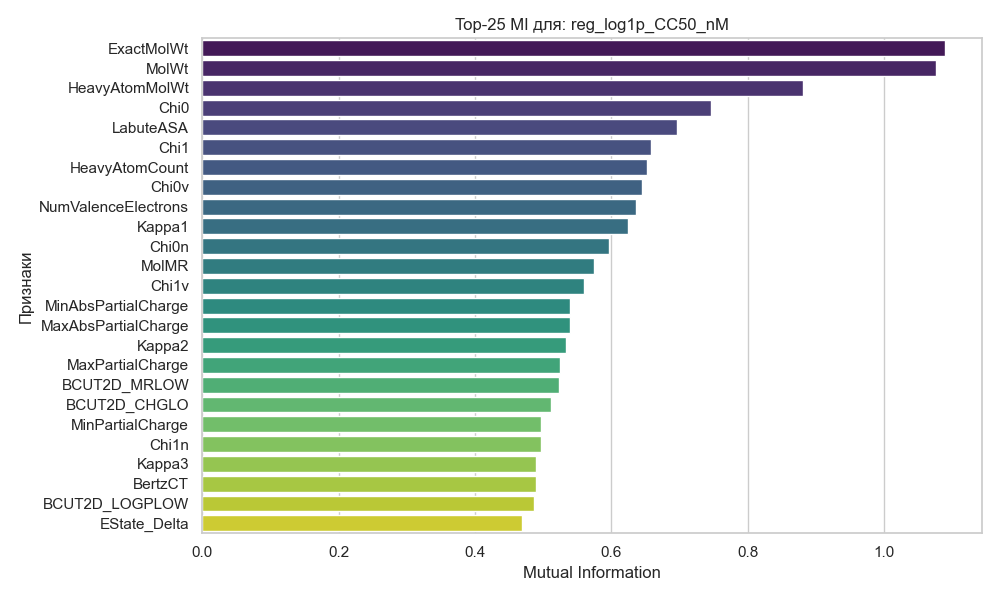 Top-25 MI для: reg_log1p_CC50_nM
Признаки
ExactMolWt
MolWt
HeavyAtomMolWt
Chi0
LabuteASA
Chi1
HeavyAtomCount
Chi0v
NumValenceElectrons
Kappa1
Chi0n
MolMR
Chi1v
MinAbsPartialCharge
MaxAbsPartialCharge
Kappa2
MaxPartialCharge
BCUT2D_MRLOW
BCUT2D_CHGLO
MinPartialCharge
Chi1n
Kappa3
BertzCT
BCUT2D_LOGPLOW
EState_Delta
0.0 0.2 0.4 0.6 0.8 1.0
Mutual Information